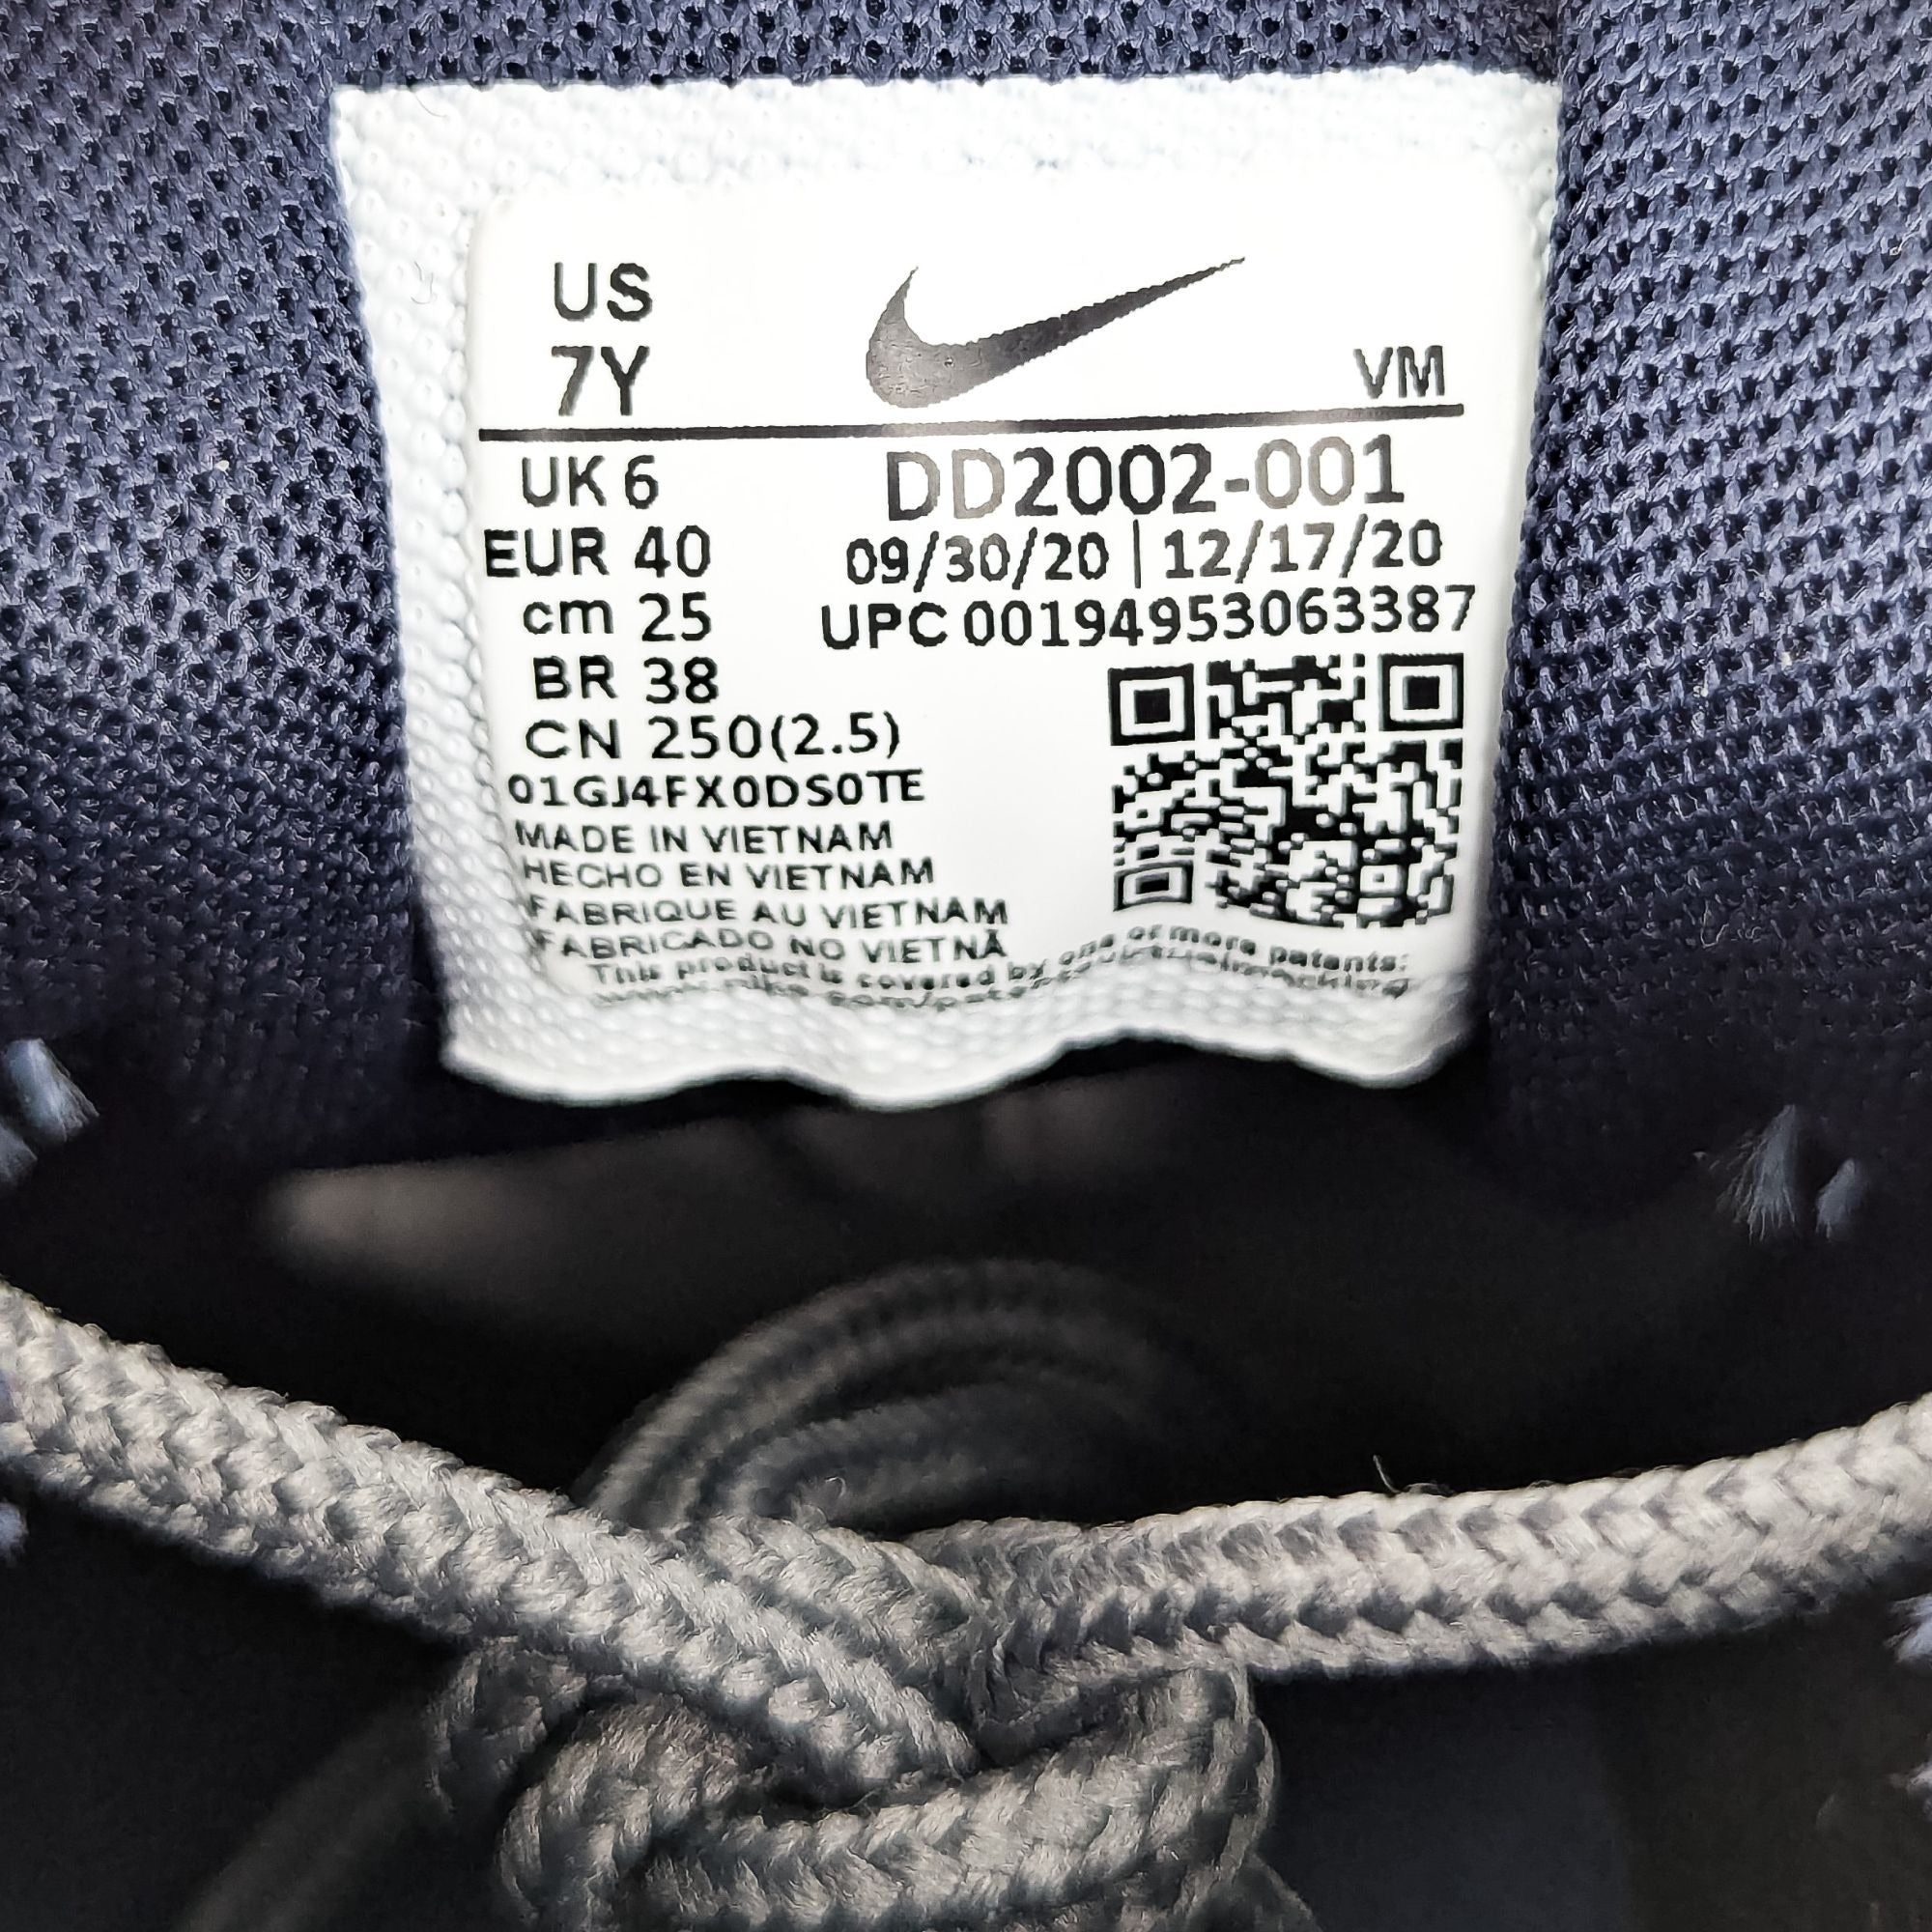 US
7Y
VM
UK 6
EUR 40
cm 25
BR 38
CN 250(2.5)
DD2002-001
09/30/20 | 12/17/20
UPC 00194953063387
01GJ4FX0DS0TE
MADE IN VIETNAM
HECHO EN VIETNAM
FABRIQUE AU VIETNAM
FABRICADO NO VIETNÃ
This product is covered by one or more patents: